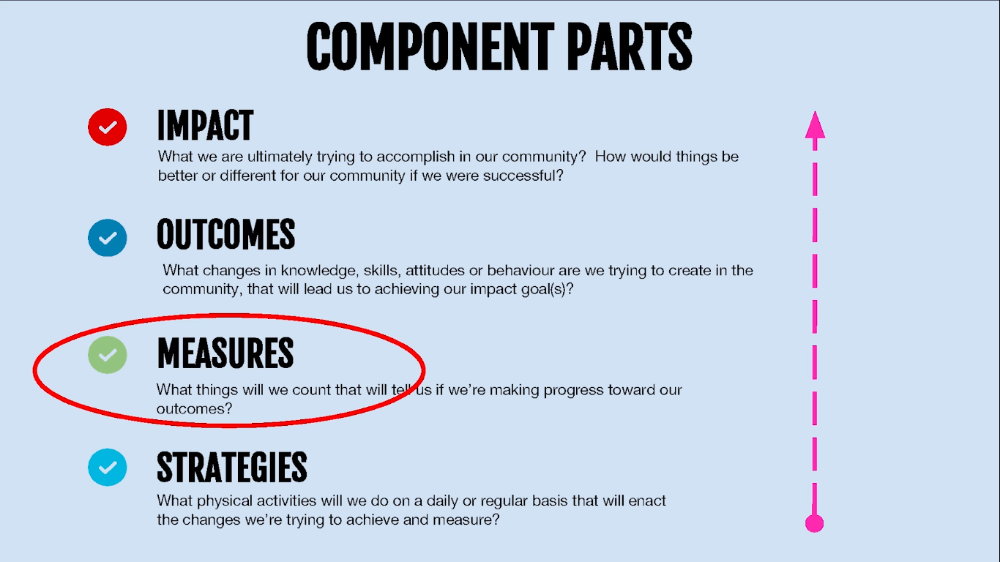 COMPONENT PARTS
IMPACT
What we are ultimately trying to accomplish in our community?  How would things be
better or different for our community if we were successful?
OUTCOMES
What changes in knowledge, skills, attitudes or behaviour are we trying to create in the
community, that will lead us to achieving our impact goal(s)?
MEASURES
What things will we count that will tell us if we’re making progress toward our
outcomes?
STRATEGIES
What physical activities will we do on a daily or regular basis that will enact
the changes we’re trying to achieve and measure?